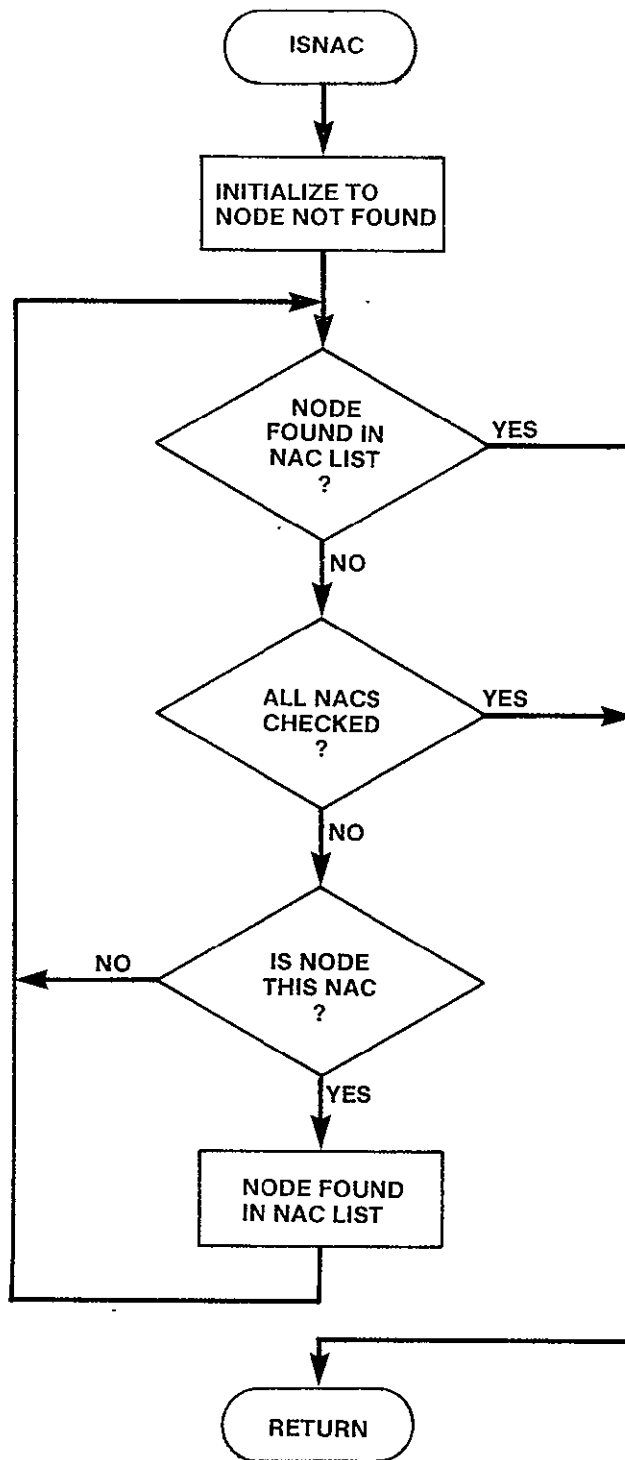 ISNAC
INITIALIZE TO
NODE NOT FOUND
NODE
FOUND IN
NAC LIST
?
YES
NO
ALL NACS
CHECKED
?
YES
NO
IS NODE
THIS NAC
?
NO
YES
NODE FOUND
IN NAC LIST
RETURN